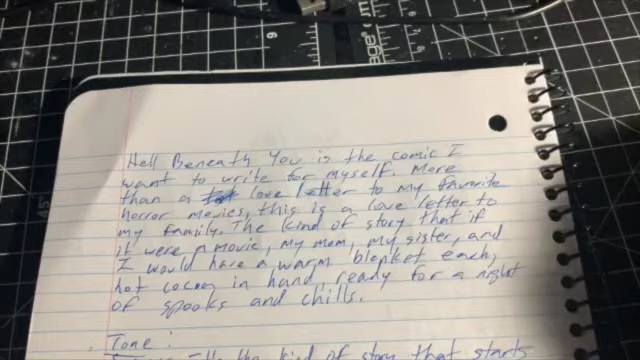 Hell Beneath You is the comic I
want to write for myself. More
than a love letter to my favorite
horror movies, this is a love letter to
my family. The kind of story that if
it were a movie, my mom, my sister, and
I would have a warm blanket each,
hot cocoa in hand, ready for a night
of spooks and chills.
Tone:
the kind of story that starts